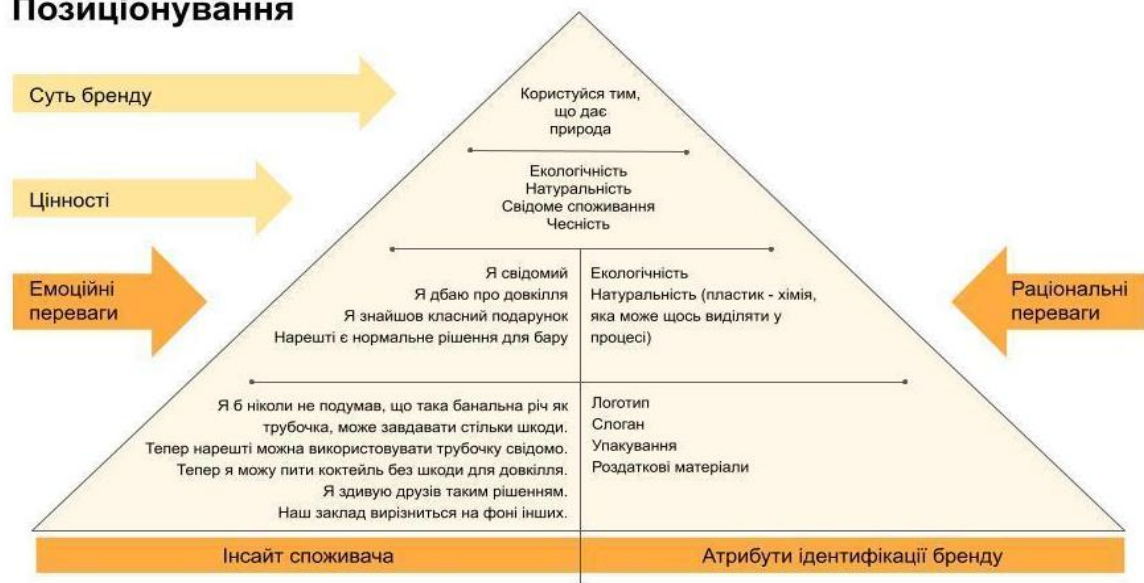 Позиціонування
Суть бренду
Користуйся тим,
що дає
природа
Цінності
Екологічність
Натуральність
Свідоме споживання
Чесність
Емоційні
переваги
Я свідомий
Я дбаю про довкілля
Я знайшов класний подарунок
Нарешті є нормальне рішення для бару
Екологічність
Натуральність (пластик - хімія,
яка може щось виділяти у
процесі)
Раціональні
переваги
Я б ніколи не подумав, що така банальна річ як
трубочка, може завдавати стільки шкоди.
Тепер нарешті можна використовувати трубочку свідомо.
Тепер я можу пити коктейль без шкоди для довкілля.
Я здивую друзів таким рішенням.
Наш заклад вирізниться на фоні інших.
Логотип
Слоган
Упакування
Роздаткові матеріали
Інсайт споживача
Атрибути ідентифікації бренду